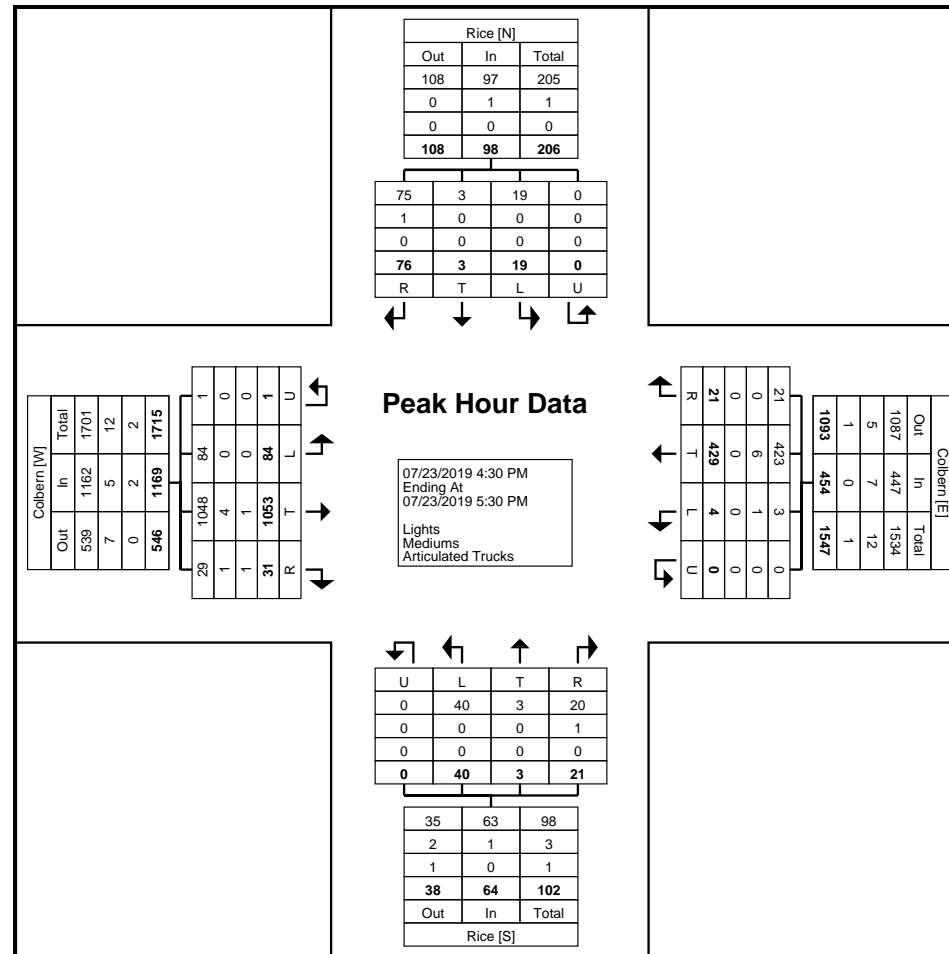 Rice [N]
Out In Total
108 97 205
0 1 1
0 0 0
108 98 206
75 3 19 0
1 0 0 0
0 0 0 0
76 3 19 0
R T L U
Colbern [W]
Total 1701 12 2 1715
In 1162 5 2 1169
Out 539 7 0 546
1 0 0 1 U
84 0 0 84 L
1048 4 1 1053 T
29 1 1 31 R
Peak Hour Data
07/23/2019 4:30 PM
Ending At
07/23/2019 5:30 PM
Lights
Mediums
Articulated Trucks
R 21 0 0 21
T 429 0 6 423
L 4 0 1 3
U 0 0 0 0
Colbern [E]
Out 1087 5 1 1093
In 447 7 0 454
Total 1534 12 1 1547
U L T R
0 40 3 20
0 0 0 1
0 0 0 0
0 40 3 21
35 63 98
2 1 3
1 0 1
38 64 102
Out In Total
Rice [S]